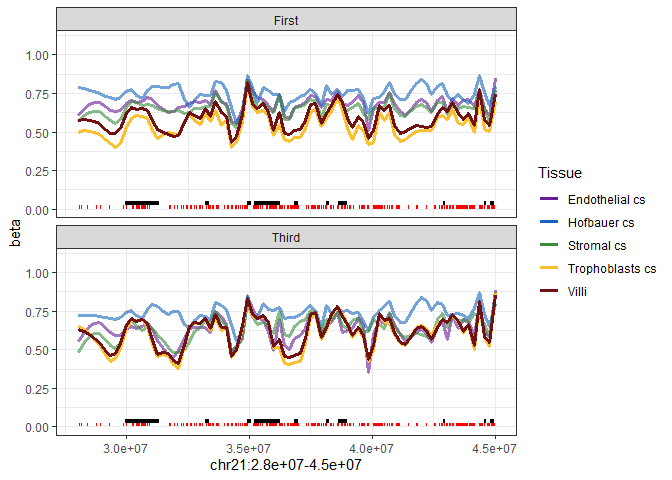 First
1.00
0.75
0.50
0.25
0.00
beta
Third
1.00
0.75
0.50
0.25
0.00
3.0e+07 3.5e+07 4.0e+07 4.5e+07
chr21:2.8e+07-4.5e+07
Tissue
Endothelial cs
Hofbauer cs
Stromal cs
Trophoblasts cs
Villi